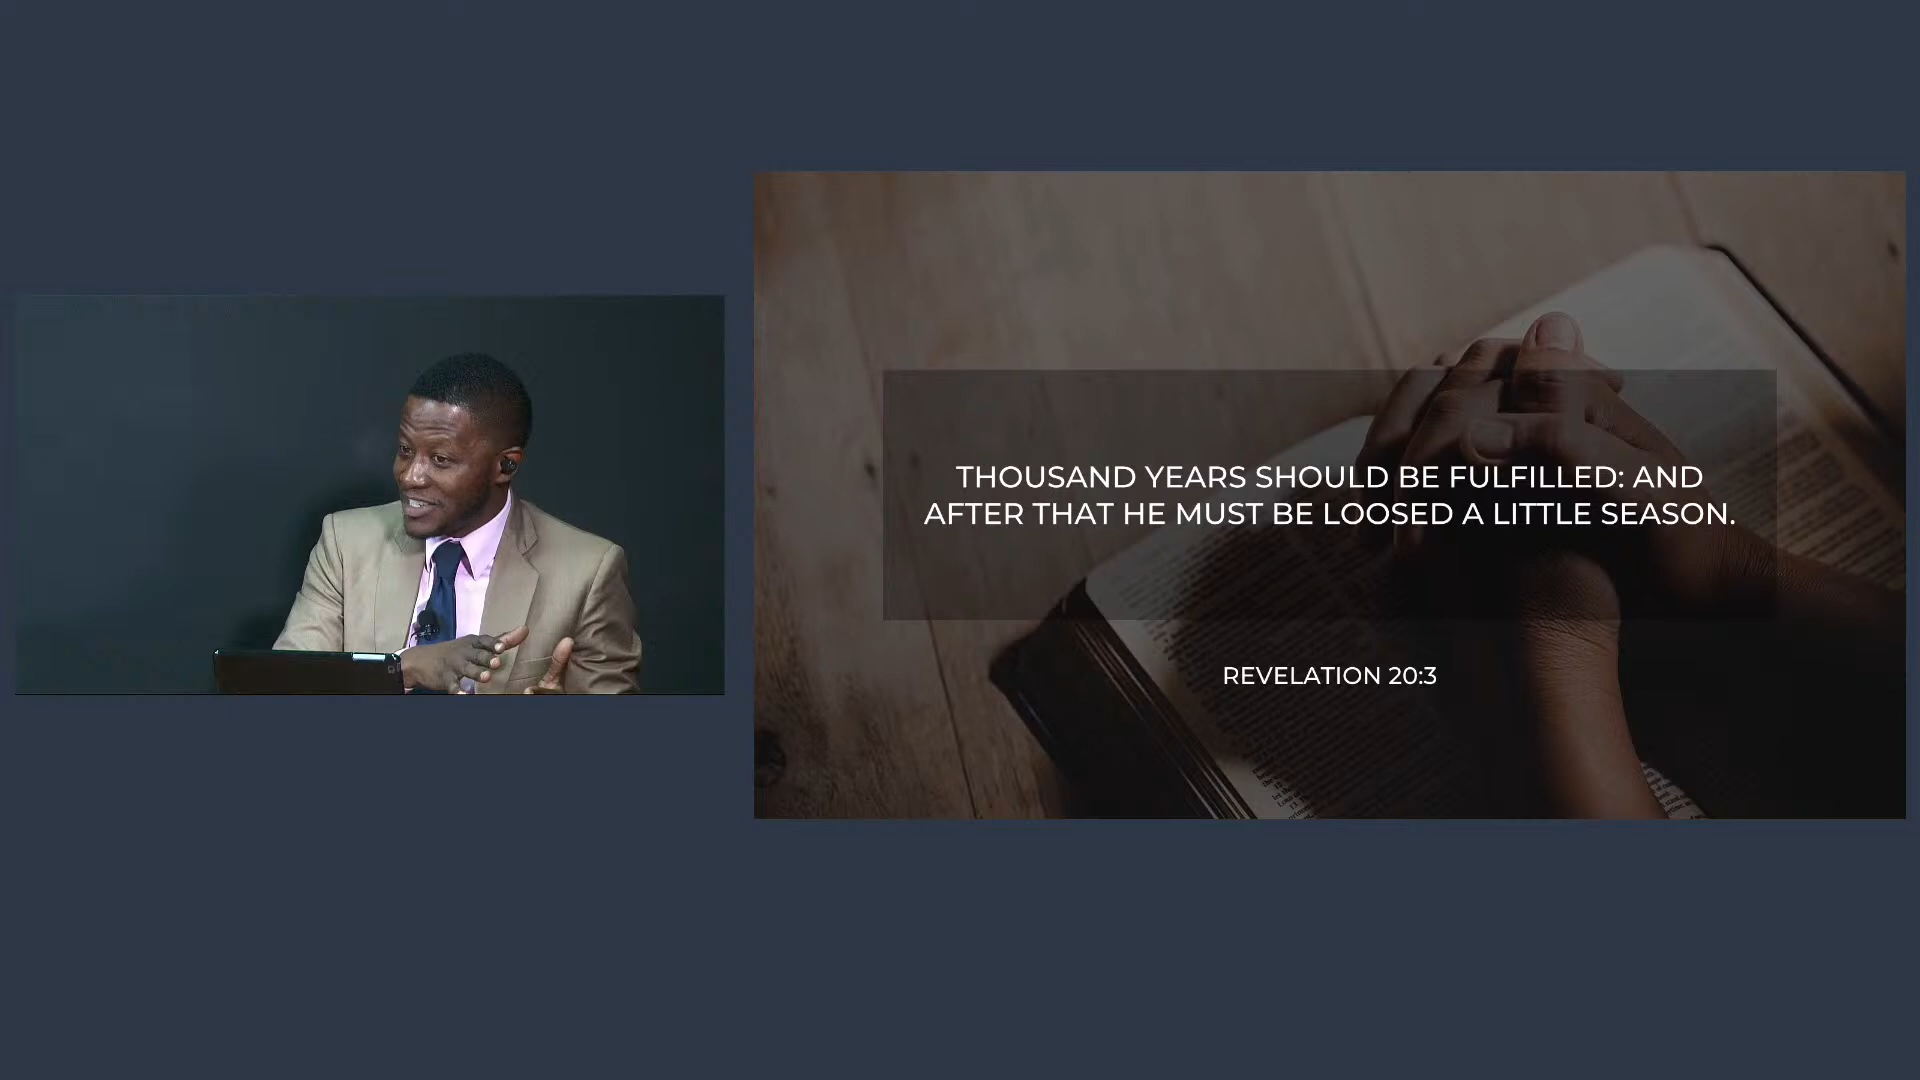 THOUSAND YEARS SHOULD BE FULFILLED: AND
AFTER THAT HE MUST BE LOOSED A LITTLE SEASON.
REVELATION 20:3